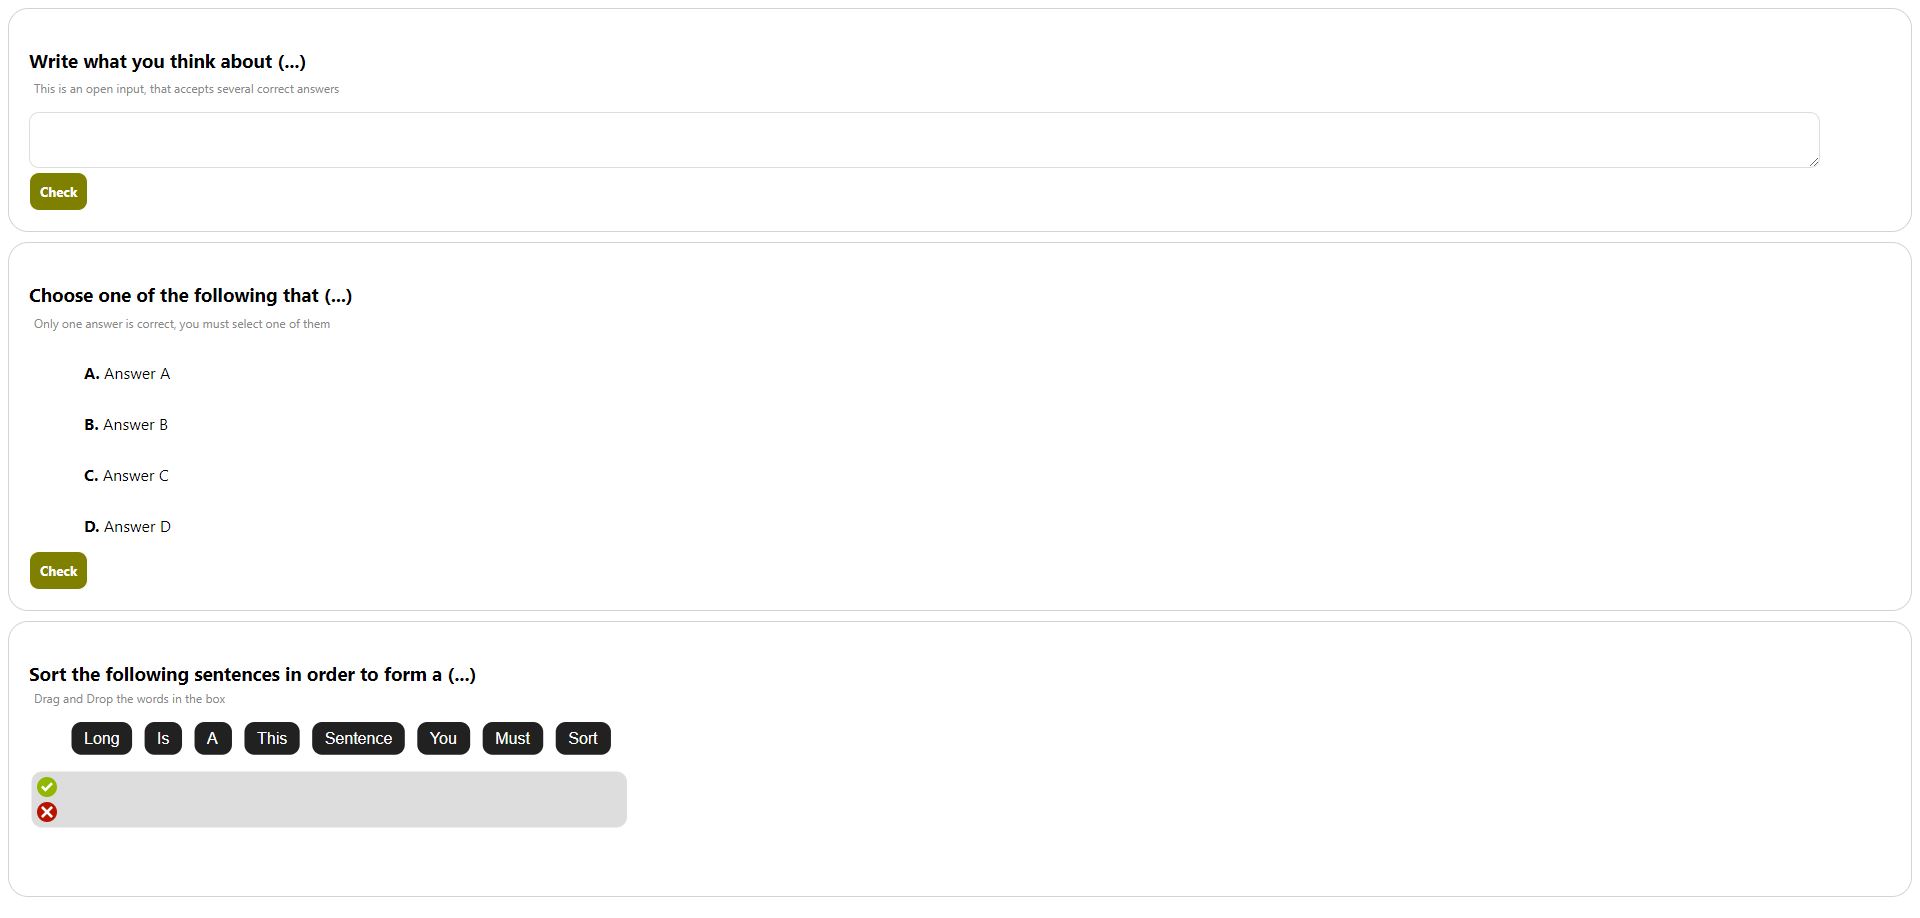 Write what you think about (...)
This is an open input, that accepts several correct answers
Check
Choose one of the following that (...)
Only one answer is correct, you must select one of them
A. Answer A
B. Answer B
C. Answer C
D. Answer D
Check
Sort the following sentences in order to form a (...)
Drag and Drop the words in the box
Long Is A This Sentence You Must Sort